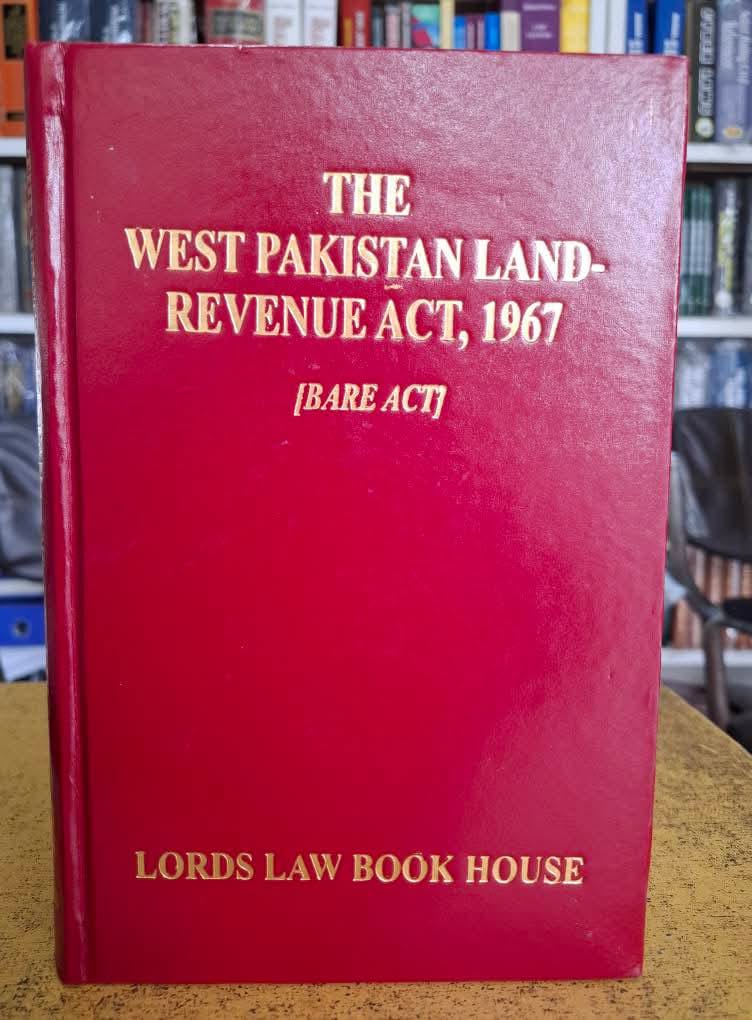 THE
WEST PAKISTAN LAND-
REVENUE ACT, 1967
[BARE ACT]
LORDS LAW BOOK HOUSE